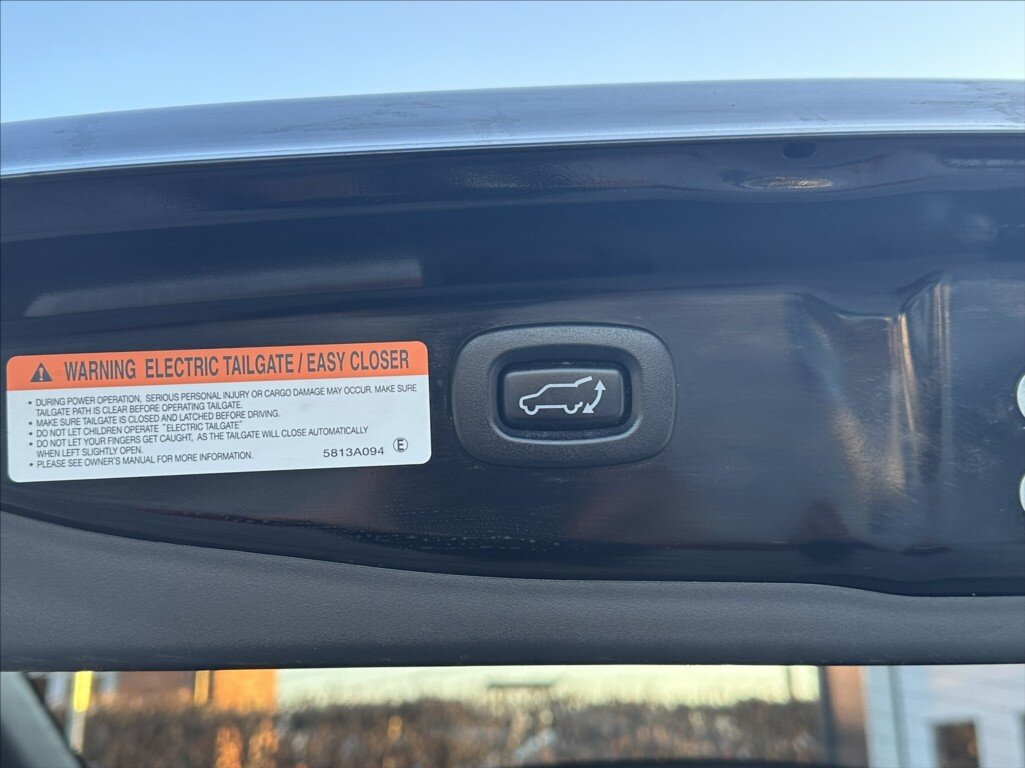 WARNING ELECTRIC TAILGATE / EASY CLOSER
• DURING POWER OPERATION, SERIOUS PERSONAL INJURY OR CARGO DAMAGE MAY OCCUR. MAKE SURE
TAILGATE PATH IS CLEAR BEFORE OPERATING TAILGATE.
• MAKE SURE TAILGATE IS CLOSED AND LATCHED BEFORE DRIVING.
• DO NOT LET CHILDREN OPERATE "ELECTRIC TAILGATE"
• DO NOT LET YOUR FINGERS GET CAUGHT, AS THE TAILGATE WILL CLOSE AUTOMATICALLY
WHEN LEFT SLIGHTLY OPEN.
• PLEASE SEE OWNER'S MANUAL FOR MORE INFORMATION.
5813A094 E